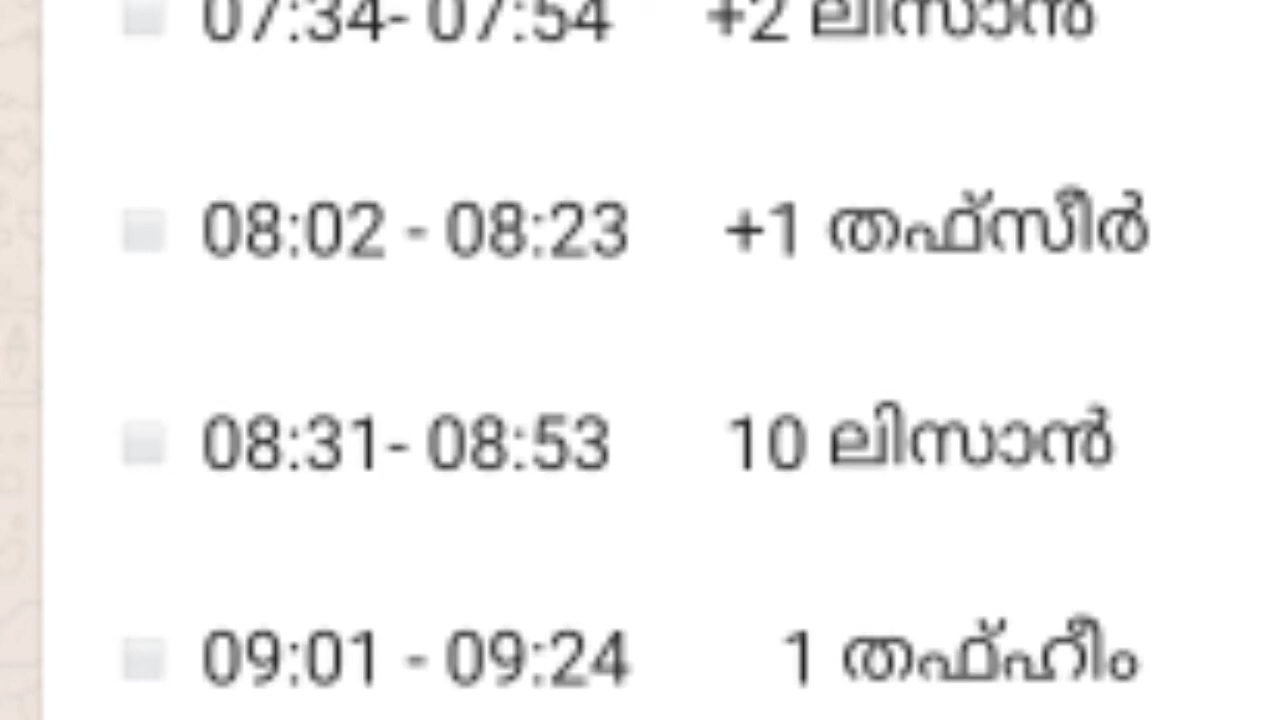 07:34- 07:54 +2 ലിസാൻ
08:02 - 08:23 +1 തഫ്സീർ
08:31- 08:53 10 ലിസാൻ
09:01 - 09:24 1 തഫ്ഹീം